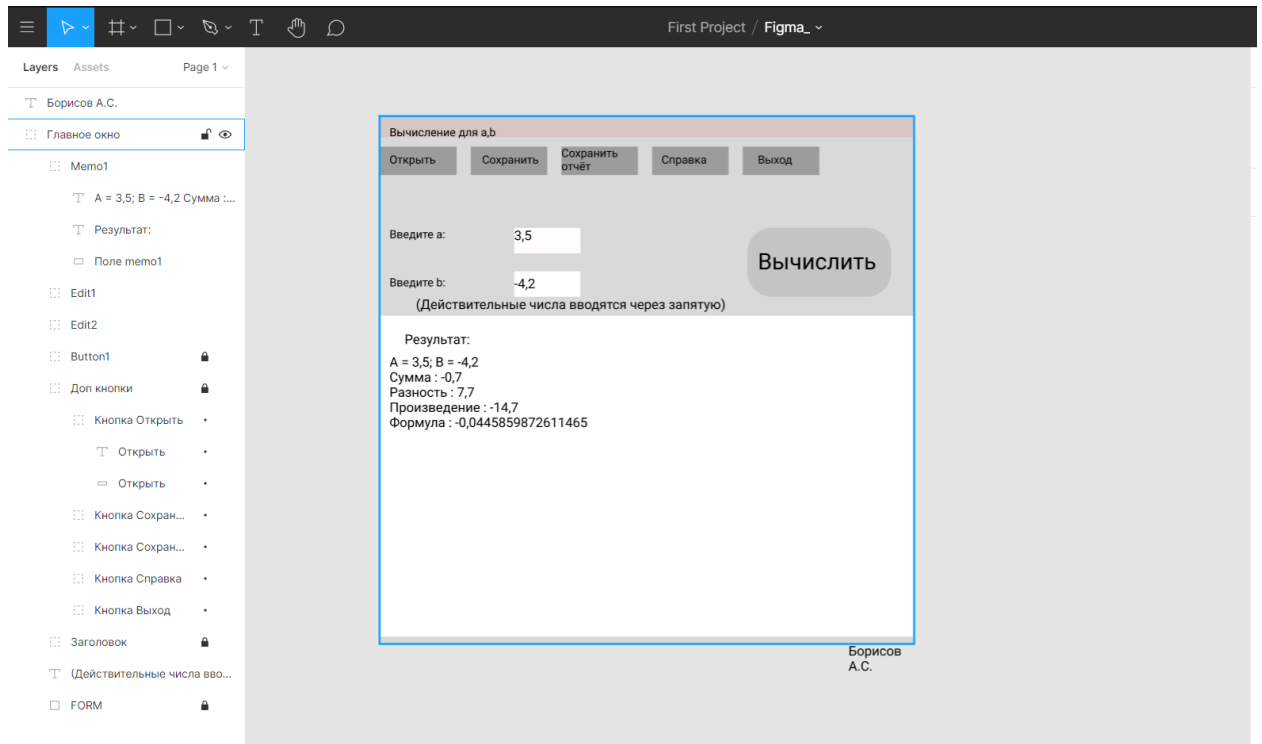 First Project / Figma_
Layers Assets Page 1
Борисов А.С.
Главное окно
Memo1
A = 3,5; B = -4,2 Сумма :...
Результат:
Поле memo1
Edit1
Edit2
Button1
Доп кнопки
Кнопка Открыть
Открыть
Открыть
Кнопка Сохран...
Кнопка Сохран...
Кнопка Справка
Кнопка Выход
Заголовок
(Действительные числа вво...
FORM
Вычисление для a,b
Открыть Сохранить Сохранить отчёт Справка Выход
Введите a: 3,5
Вычислить
Введите b: -4,2
(Действительные числа вводятся через запятую)
Результат:
A = 3,5; B = -4,2
Сумма : -0,7
Разность : 7,7
Произведение : -14,7
Формула : -0,0445859872611465
Борисов
А.С.